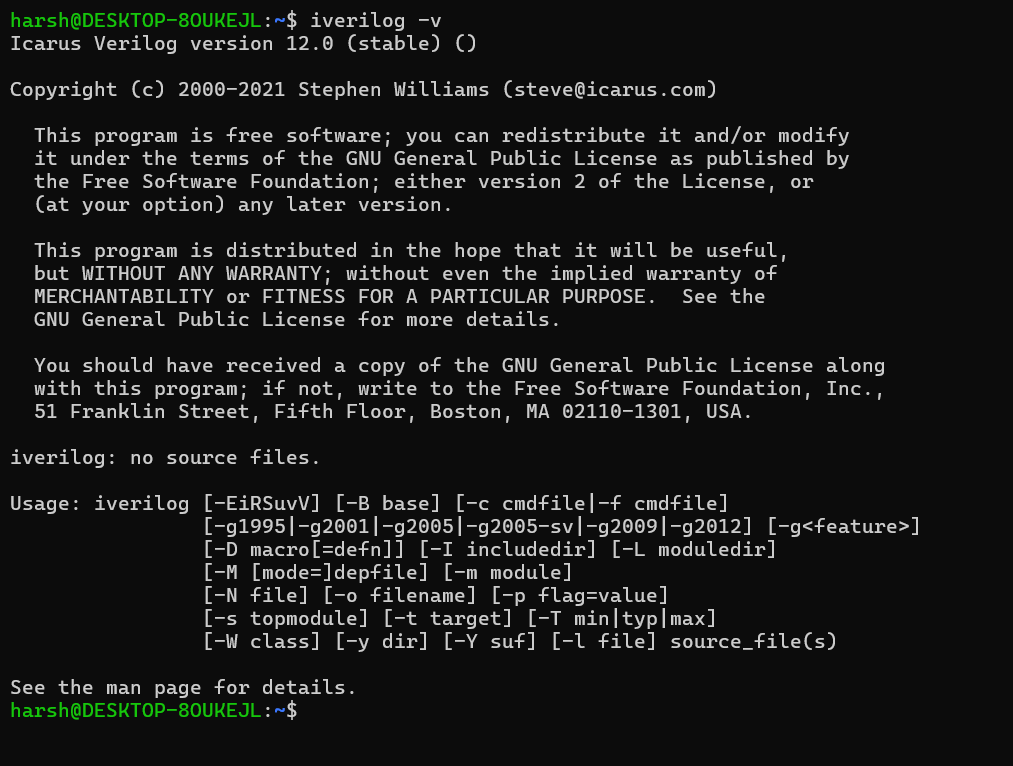 harsh@DESKTOP-8OUKEJL:~$ iverilog -v
Icarus Verilog version 12.0 (stable) ()

Copyright (c) 2000-2021 Stephen Williams (steve@icarus.com)

  This program is free software; you can redistribute it and/or modify
  it under the terms of the GNU General Public License as published by
  the Free Software Foundation; either version 2 of the License, or
  (at your option) any later version.

  This program is distributed in the hope that it will be useful,
  but WITHOUT ANY WARRANTY; without even the implied warranty of
  MERCHANTABILITY or FITNESS FOR A PARTICULAR PURPOSE.  See the
  GNU General Public License for more details.

  You should have received a copy of the GNU General Public License along
  with this program; if not, write to the Free Software Foundation, Inc.,
  51 Franklin Street, Fifth Floor, Boston, MA 02110-1301, USA.

iverilog: no source files.

Usage: iverilog [-EiRSuvV] [-B base] [-c cmdfile|-f cmdfile]
                [-g1995|-g2001|-g2005|-g2005-sv|-g2009|-g2012] [-g<feature>]
                [-D macro[=defn]] [-I includedir] [-L moduledir]
                [-M [mode=]depfile] [-m module]
                [-N file] [-o filename] [-p flag=value]
                [-s topmodule] [-t target] [-T min|typ|max]
                [-W class] [-y dir] [-Y suf] [-l file] source_file(s)

See the man page for details.
harsh@DESKTOP-8OUKEJL:~$